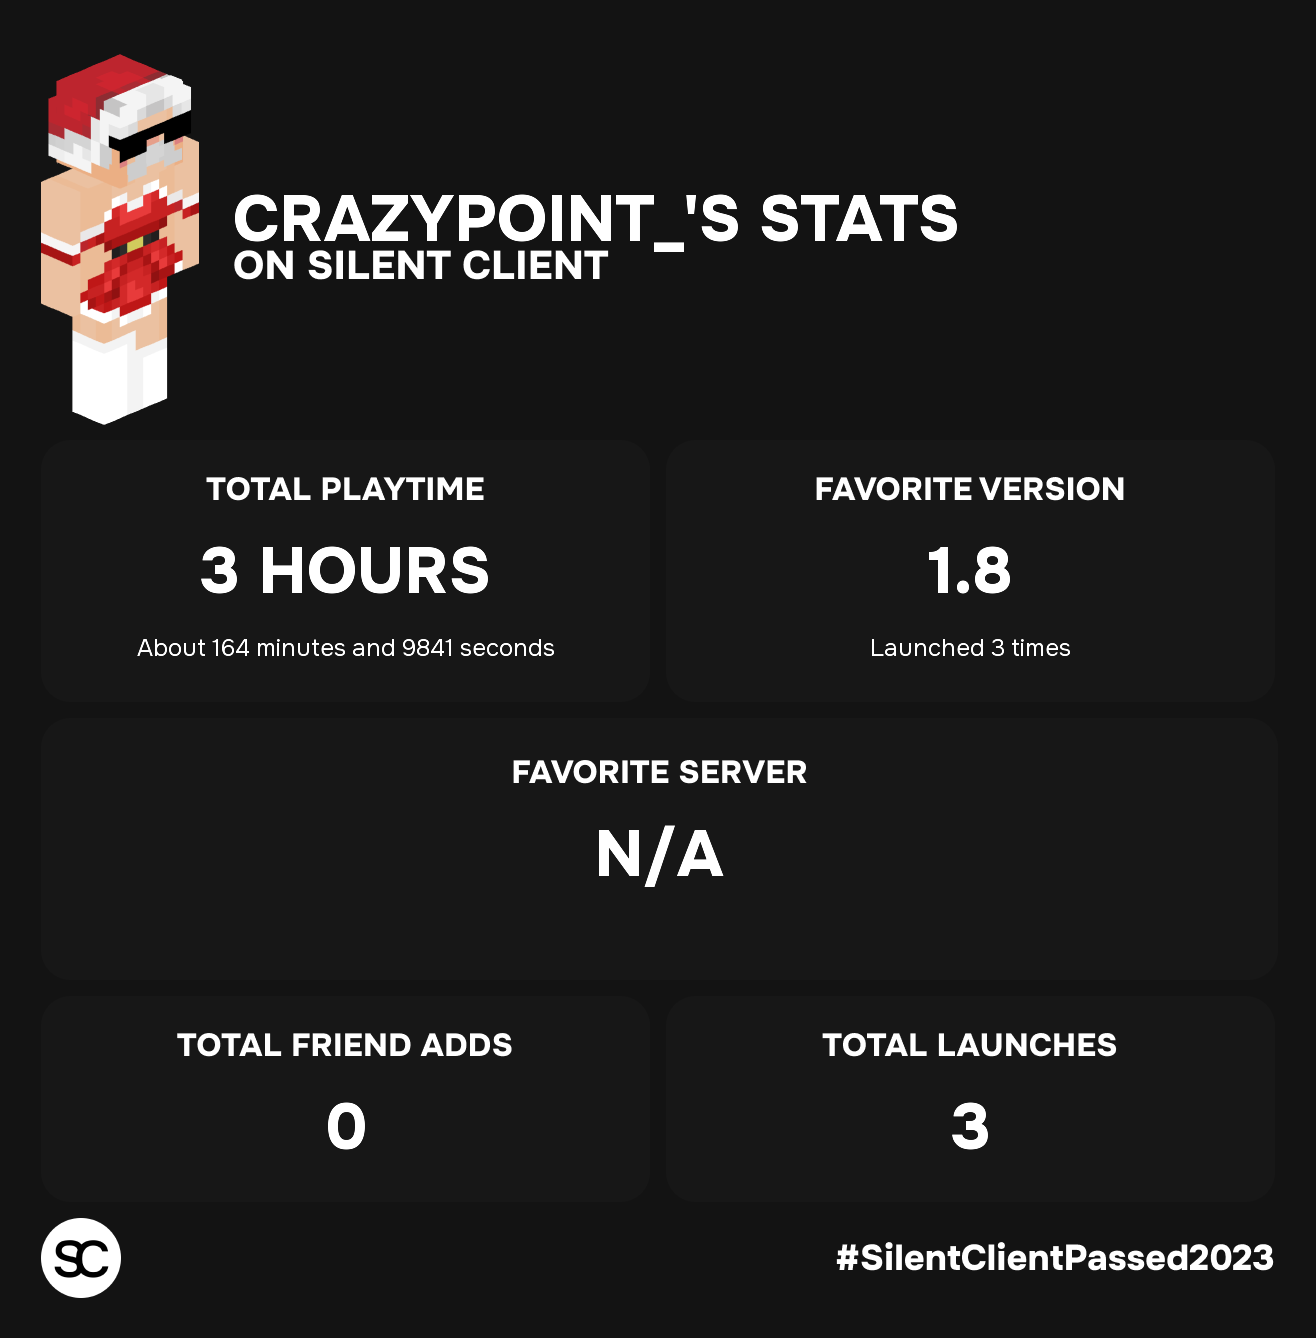 CRAZYPOINT_'S STATS
ON SILENT CLIENT
TOTAL PLAYTIME
3 HOURS
About 164 minutes and 9841 seconds
FAVORITE VERSION
1.8
Launched 3 times
FAVORITE SERVER
N/A
TOTAL FRIEND ADDS
0
TOTAL LAUNCHES
3
SC
#SilentClientPassed2023